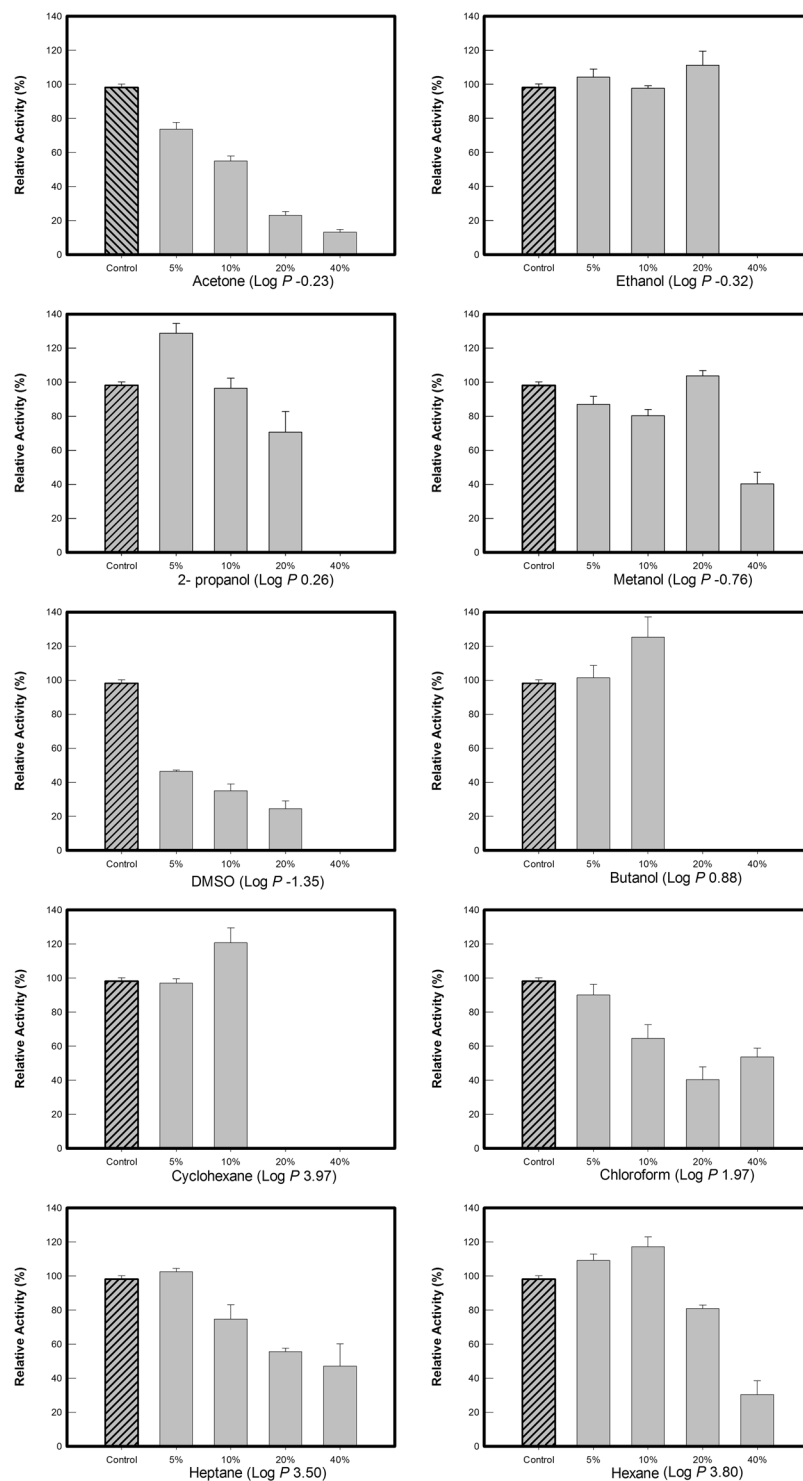 Relative Activity (%)
140
120
100
80
60
40
20
0
Control 5% 10% 20% 40%
Acetone (Log P -0.23)
Relative Activity (%)
140
120
100
80
60
40
20
0
Control 5% 10% 20% 40%
Ethanol (Log P -0.32)
Relative Activity (%)
140
120
100
80
60
40
20
0
Control 5% 10% 20% 40%
2- propanol (Log P 0.26)
Relative Activity (%)
140
120
100
80
60
40
20
0
Control 5% 10% 20% 40%
Metanol (Log P -0.76)
Relative Activity (%)
140
120
100
80
60
40
20
0
Control 5% 10% 20% 40%
DMSO (Log P -1.35)
Relative Activity (%)
140
120
100
80
60
40
20
0
Control 5% 10% 20% 40%
Butanol (Log P 0.88)
Relative Activity (%)
140
120
100
80
60
40
20
0
Control 5% 10% 20% 40%
Cyclohexane (Log P 3.97)
Relative Activity (%)
140
120
100
80
60
40
20
0
Control 5% 10% 20% 40%
Chloroform (Log P 1.97)
Relative Activity (%)
140
120
100
80
60
40
20
0
Control 5% 10% 20% 40%
Heptane (Log P 3.50)
Relative Activity (%)
140
120
100
80
60
40
20
0
Control 5% 10% 20% 40%
Hexane (Log P 3.80)